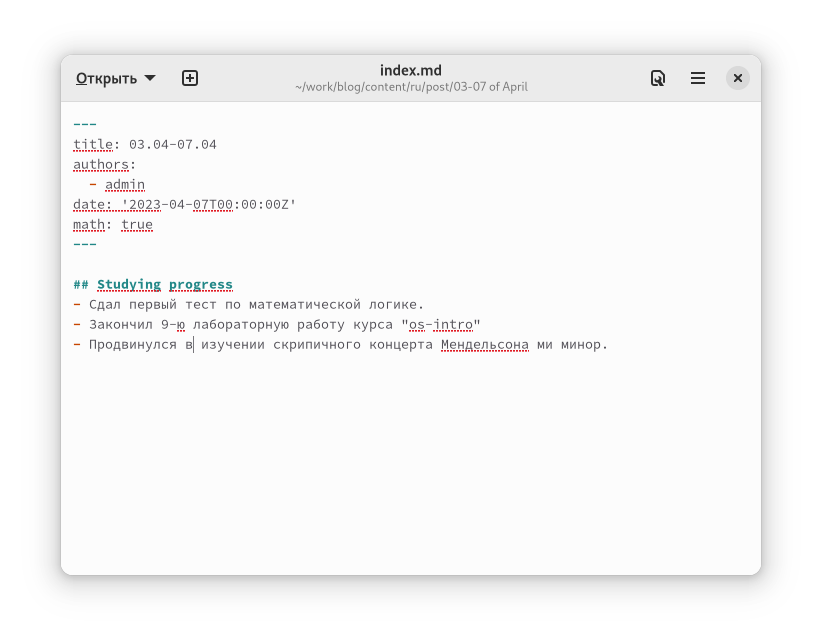 Открыть
index.md
~/work/blog/content/ru/post/03-07 of April
---
title: 03.04-07.04
authors:
  - admin
date: '2023-04-07T00:00:00Z'
math: true
---
## Studying progress
- Сдал первый тест по математической логике.
- Закончил 9-ю лабораторную работу курса "os-intro"
- Продвинулся в изучении скрипичного концерта Мендельсона ми минор.